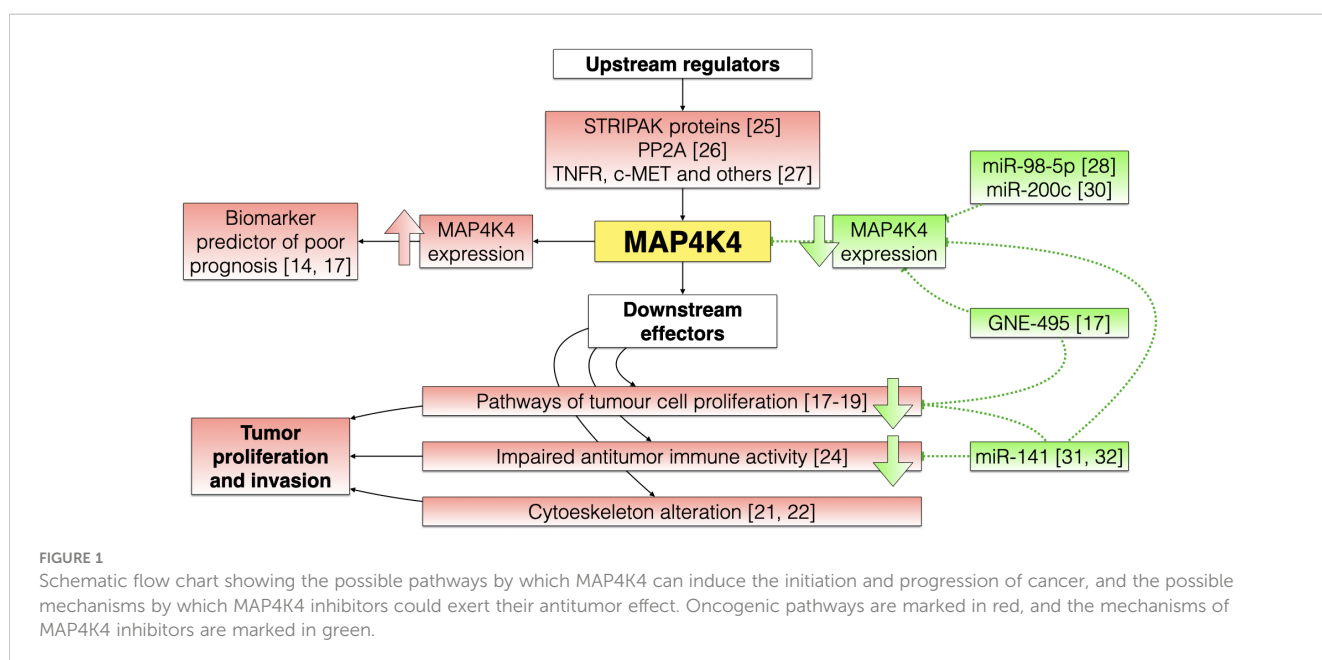 Upstream regulators
STRIPAK proteins [25]
PP2A [26]
TNFR, c-MET and others [27]
miR-98-5p [28]
miR-200c [30]
Biomarker
predictor of poor
prognosis [14, 17]
MAP4K4
expression
MAP4K4
MAP4K4
expression
Downstream
effectors
GNE-495 [17]
Pathways of tumour cell proliferation [17-19]
Tumor
proliferation
and invasion
Impaired antitumor immune activity [24]
miR-141 [31, 32]
Cytoeskeleton alteration [21, 22]
FIGURE 1
Schematic flow chart showing the possible pathways by which MAP4K4 can induce the initiation and progression of cancer, and the possible
mechanisms by which MAP4K4 inhibitors could exert their antitumor effect. Oncogenic pathways are marked in red, and the mechanisms of
MAP4K4 inhibitors are marked in green.